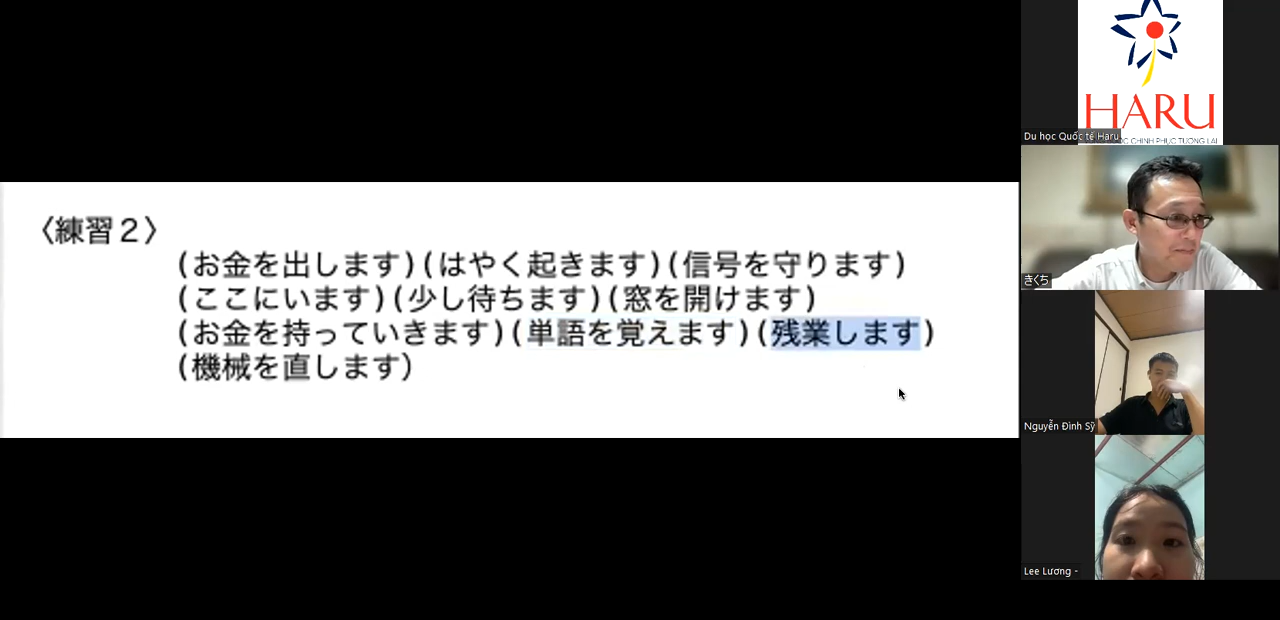 〈練習２〉
(お金を出します)(はやく起きます)(信号を守ります)
(ここにいます)(少し待ちます)(窓を開けます)
(お金を持っていきます)(単語を覚えます)(残業します)
(機械を直します)
HARU
CHINH PHỤC TƯƠNG LAI
Du học Quốc tế Haru
きくち
Nguyễn Đình Sỹ
Lee Lương -